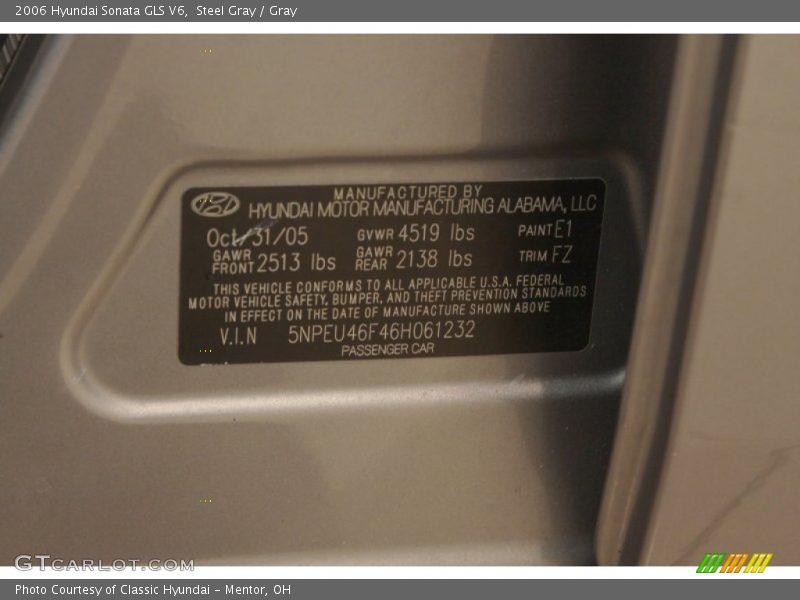 2006 Hyundai Sonata GLS V6,  Steel Gray / Gray
MANUFACTURED BY
HYUNDAI MOTOR MANUFACTURING ALABAMA, LLC
Oct/31/05 GVWR 4519 lbs PAINT E1
GAWR FRONT 2513 lbs GAWR REAR 2138 lbs TRIM FZ
THIS VEHICLE CONFORMS TO ALL APPLICABLE U.S.A. FEDERAL
MOTOR VEHICLE SAFETY, BUMPER, AND THEFT PREVENTION STANDARDS
IN EFFECT ON THE DATE OF MANUFACTURE SHOWN ABOVE
V.I.N 5NPEU46F46H061232
PASSENGER CAR
GTCARLOT.COM
Photo Courtesy of Classic Hyundai - Mentor, OH